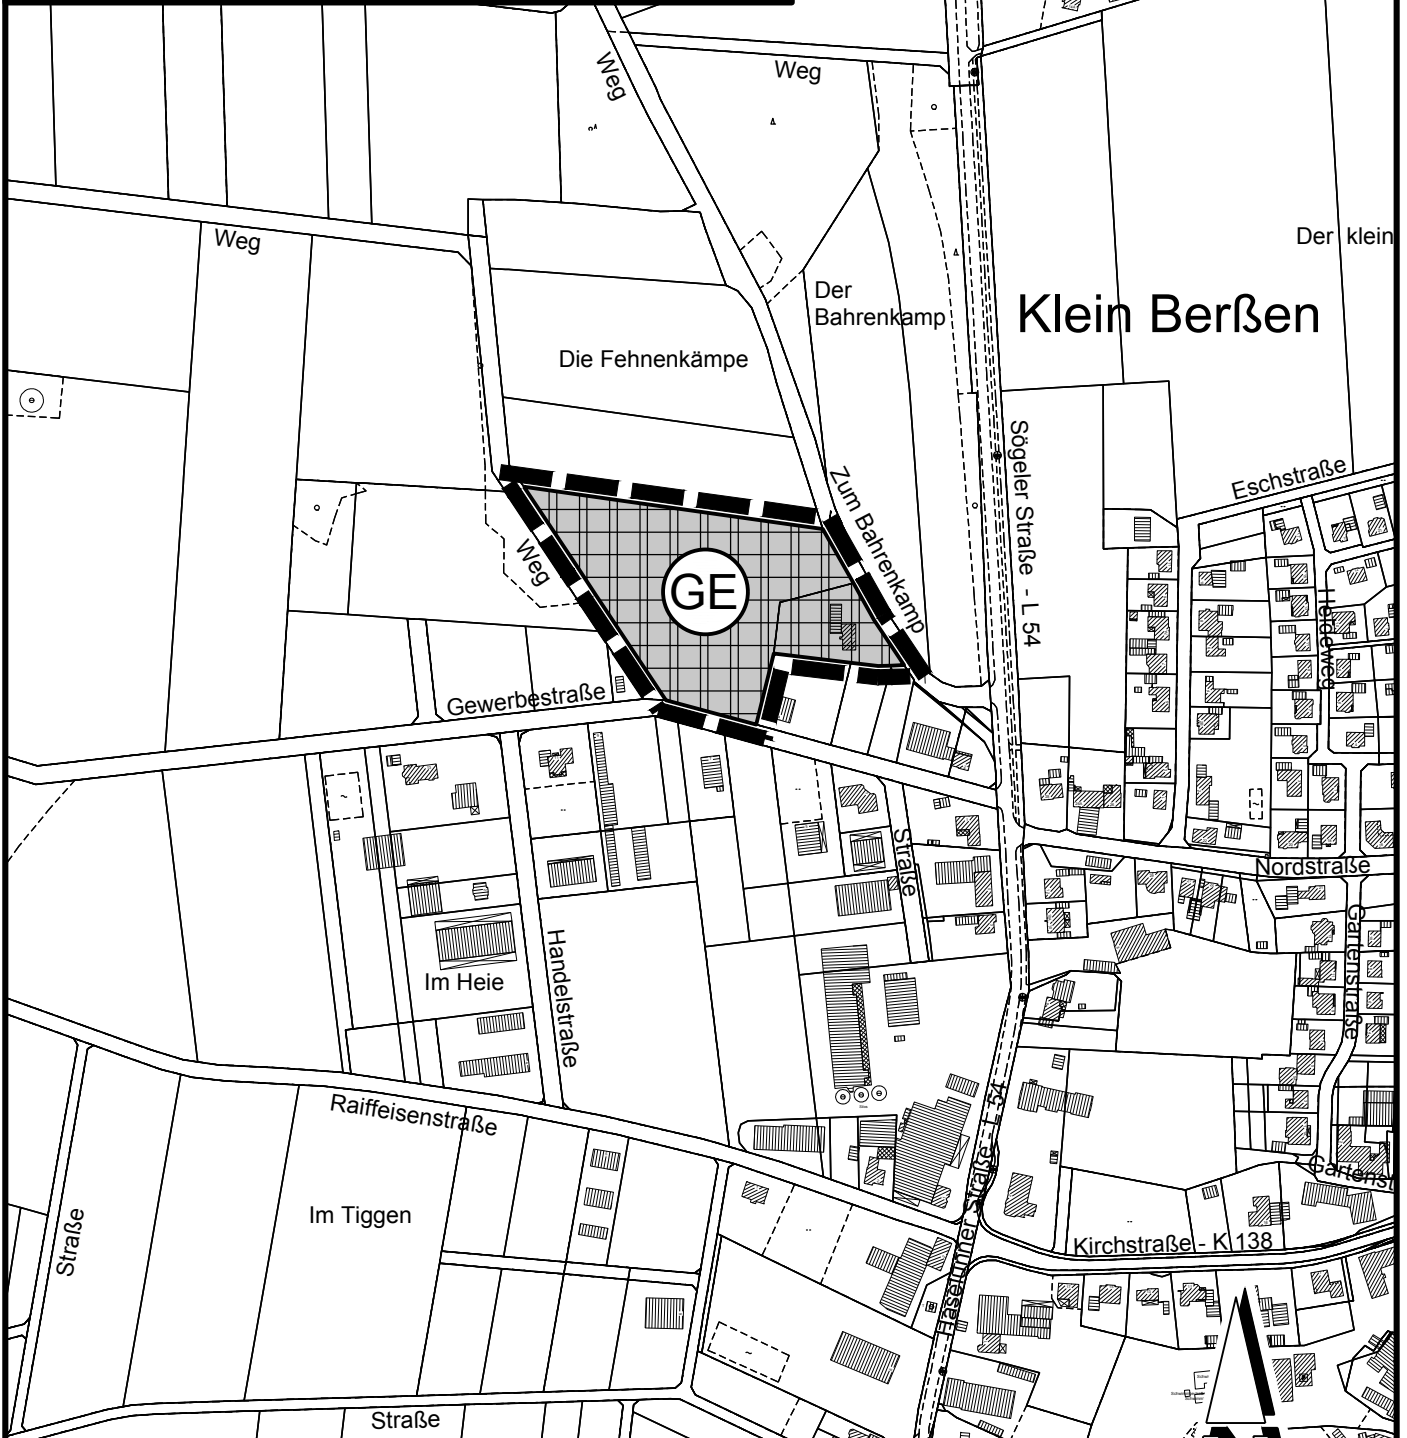 Weg
Weg
Weg
Der klein
Der
Bahrenkamp
Klein Berßen
Die Fehnenkämpe
Sögeler Straße - L 54
Zum Bahrenkamp
Eschstraße
Weg
GE
Heideweg
Gewerbestraße
Straße
Nordstraße
Gartenstraße
Handelstraße
Im Heie
Raiffeisenstraße
Haselünner Straße - L 54
Gartenst
Im Tiggen
Straße
Kirchstraße - K 138
Straße